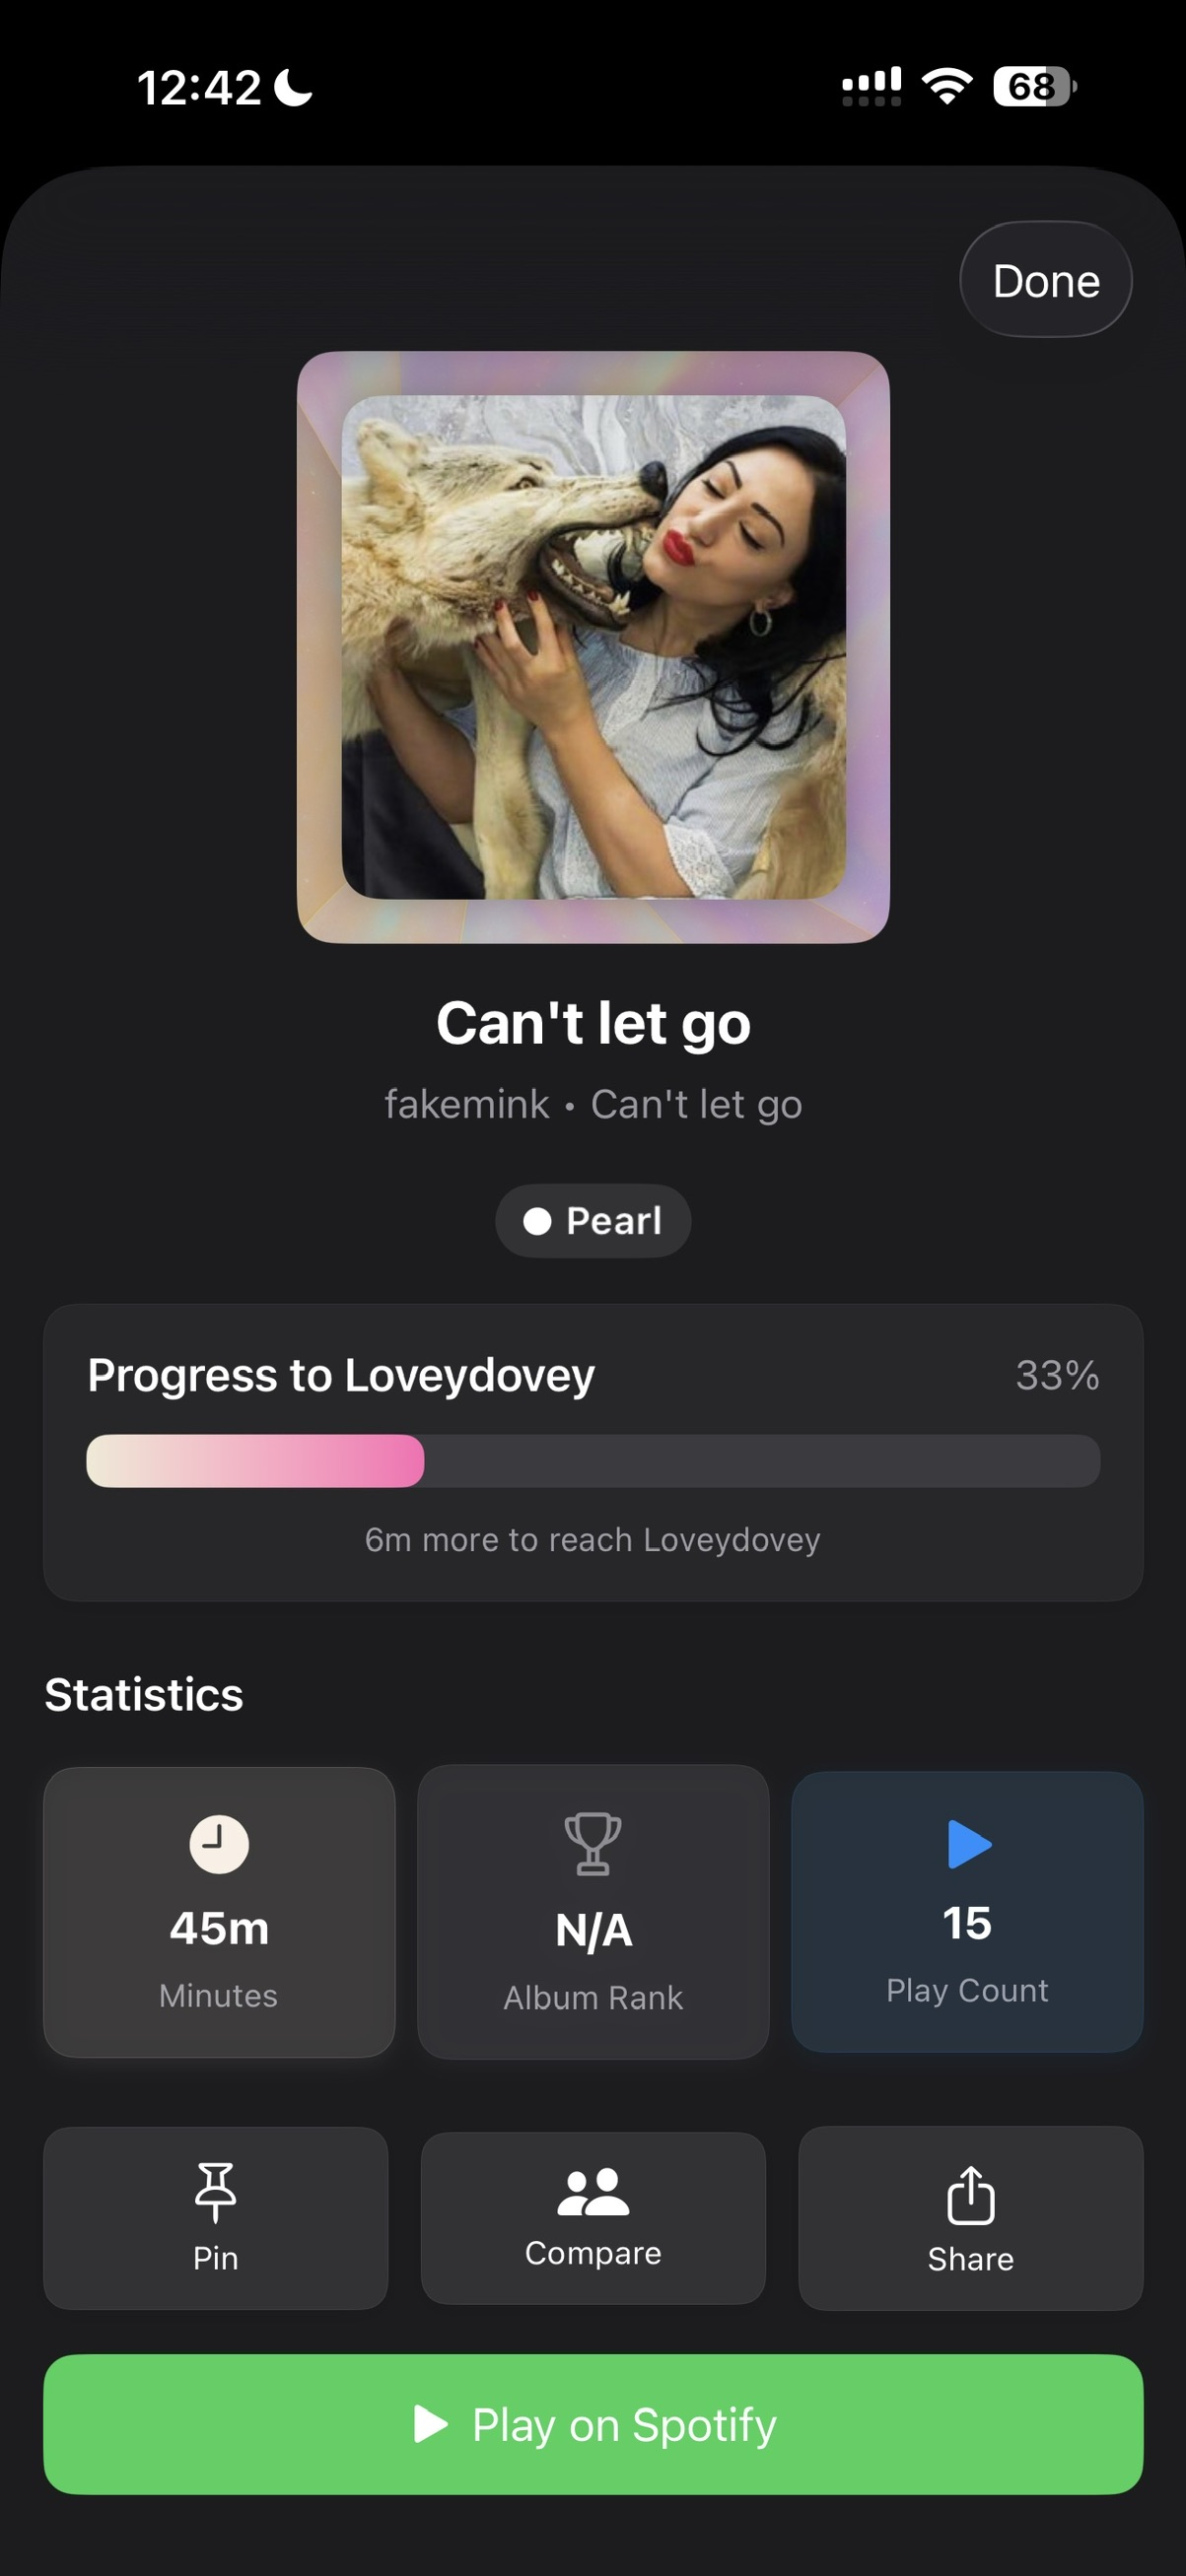 12:42
68
Done
Can't let go
fakemink • Can't let go
Pearl
Progress to Loveydovey 33%
6m more to reach Loveydovey
Statistics
45m
Minutes
N/A
Album Rank
15
Play Count
Pin
Compare
Share
Play on Spotify